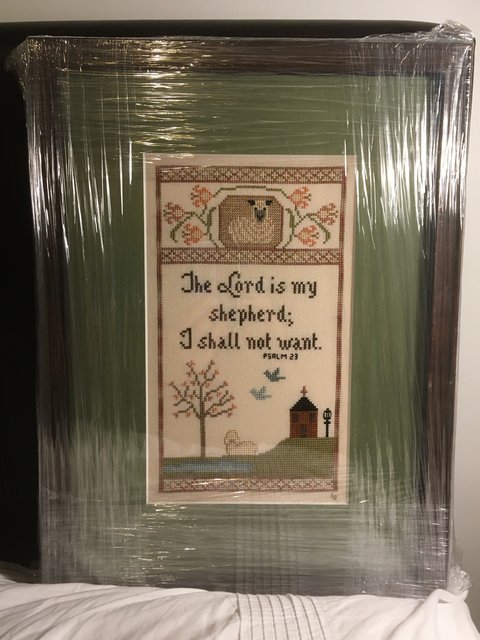 The Lord is my
shepherd;
I shall not want.
PSALM 23